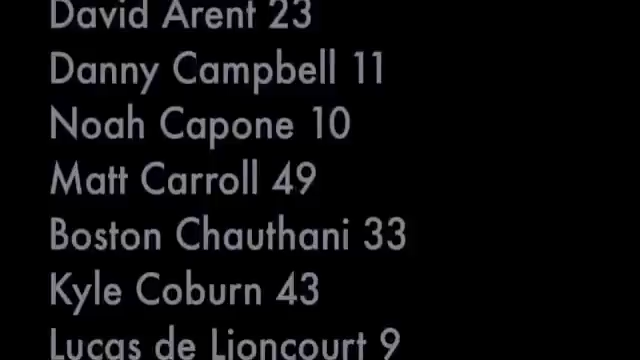 David Arent 23
Danny Campbell 11
Noah Capone 10
Matt Carroll 49
Boston Chauthani 33
Kyle Coburn 43
Lucas de Lioncourt 9